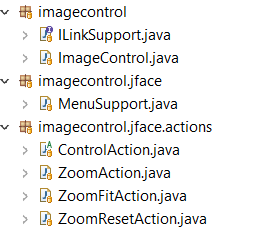 imagecontrol
ILinkSupport.java
ImageControl.java
imagecontrol.jface
MenuSupport.java
imagecontrol.jface.actions
ControlAction.java
ZoomAction.java
ZoomFitAction.java
ZoomResetAction.java